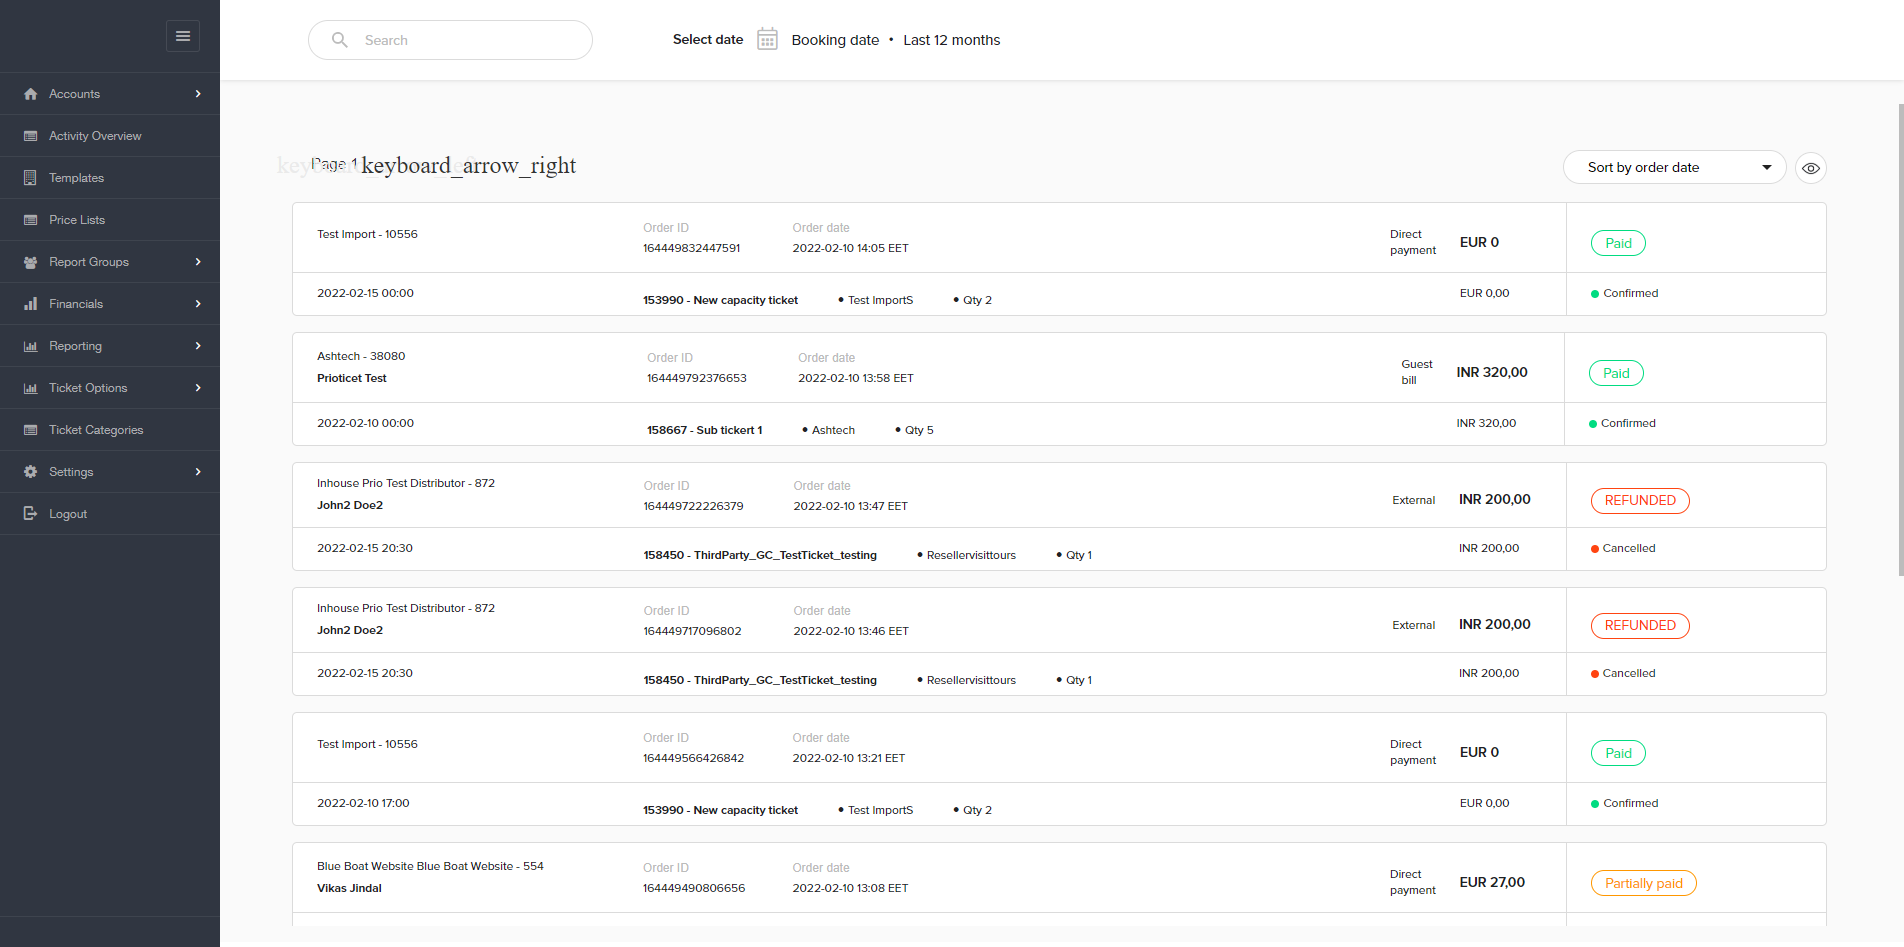 Search
Select date
Booking date • Last 12 months
Accounts
Activity Overview
Templates
Price Lists
Report Groups
Financials
Reporting
Ticket Options
Ticket Categories
Settings
Logout
Page 1
keyboard_arrow_right
Sort by order date
Test Import - 10556
Order ID
164449832447591
Order date
2022-02-10 14:05 EET
Direct
payment
EUR 0
Paid
2022-02-15 00:00
153990 - New capacity ticket • Test ImportS • Qty 2
EUR 0,00
Confirmed
Ashtech - 38080
Prioticet Test
Order ID
164449792376653
Order date
2022-02-10 13:58 EET
Guest
bill
INR 320,00
Paid
2022-02-10 00:00
158667 - Sub tickert 1 • Ashtech • Qty 5
INR 320,00
Confirmed
Inhouse Prio Test Distributor - 872
John2 Doe2
Order ID
164449722226379
Order date
2022-02-10 13:47 EET
External
INR 200,00
REFUNDED
2022-02-15 20:30
158450 - ThirdParty_GC_TestTicket_testing • Resellervisittours • Qty 1
INR 200,00
Cancelled
Inhouse Prio Test Distributor - 872
John2 Doe2
Order ID
164449717096802
Order date
2022-02-10 13:46 EET
External
INR 200,00
REFUNDED
2022-02-15 20:30
158450 - ThirdParty_GC_TestTicket_testing • Resellervisittours • Qty 1
INR 200,00
Cancelled
Test Import - 10556
Order ID
164449566426842
Order date
2022-02-10 13:21 EET
Direct
payment
EUR 0
Paid
2022-02-10 17:00
153990 - New capacity ticket • Test ImportS • Qty 2
EUR 0,00
Confirmed
Blue Boat Website Blue Boat Website - 554
Vikas Jindal
Order ID
164449490806656
Order date
2022-02-10 13:08 EET
Direct
payment
EUR 27,00
Partially paid